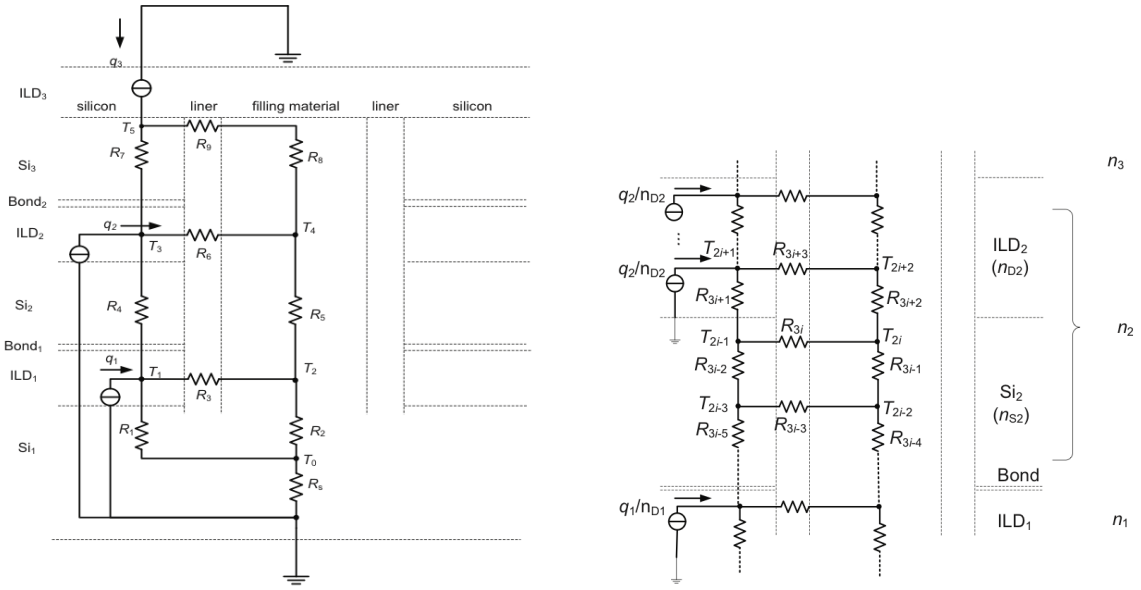 q3
ILD3
silicon liner filling material liner silicon
T5
R9
R7
R8
Si3
Bond2
q2
T4
ILD2
T3
R6
Si2
R4
R5
Bond1
q1
T1
T2
ILD1
R3
R1
R2
Si1
T0
Rs
n3
q2/nD2
T2i+1
R3i+3
T2i+2
ILD2
(nD2)
q2/nD2
R3i+1
R3i+2
R3i
n2
T2i-1
T2i
R3i-2
R3i-1
Si2
(nS2)
T2i-3
T2i-2
R3i-3
R3i-5
R3i-4
Bond
q1/nD1
ILD1
n1